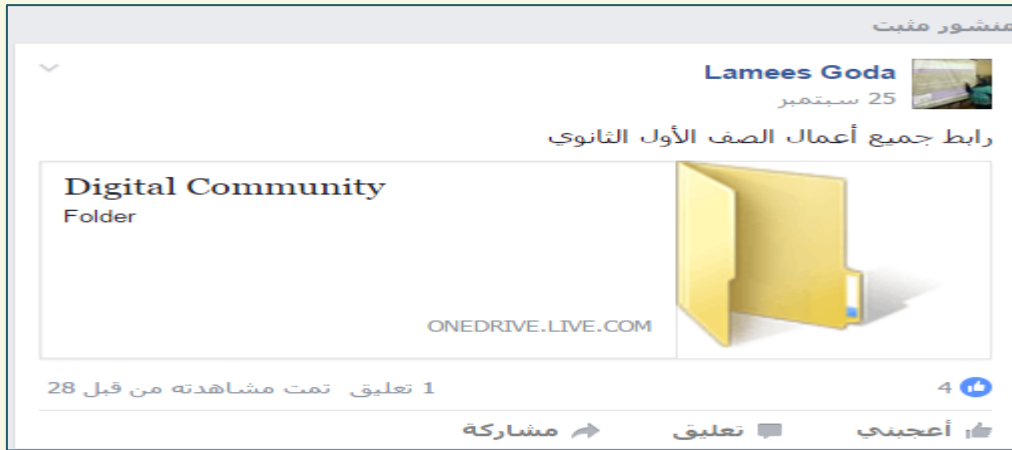 منشور مثبت
Lamees Goda
25 سبتمبر
رابط جميع أعمال الصف الأول الثانوي
Digital Community
Folder
ONEDRIVE.LIVE.COM
4
1 تعليق تمت مشاهدته من قبل 28
أعجبني تعليق مشاركة